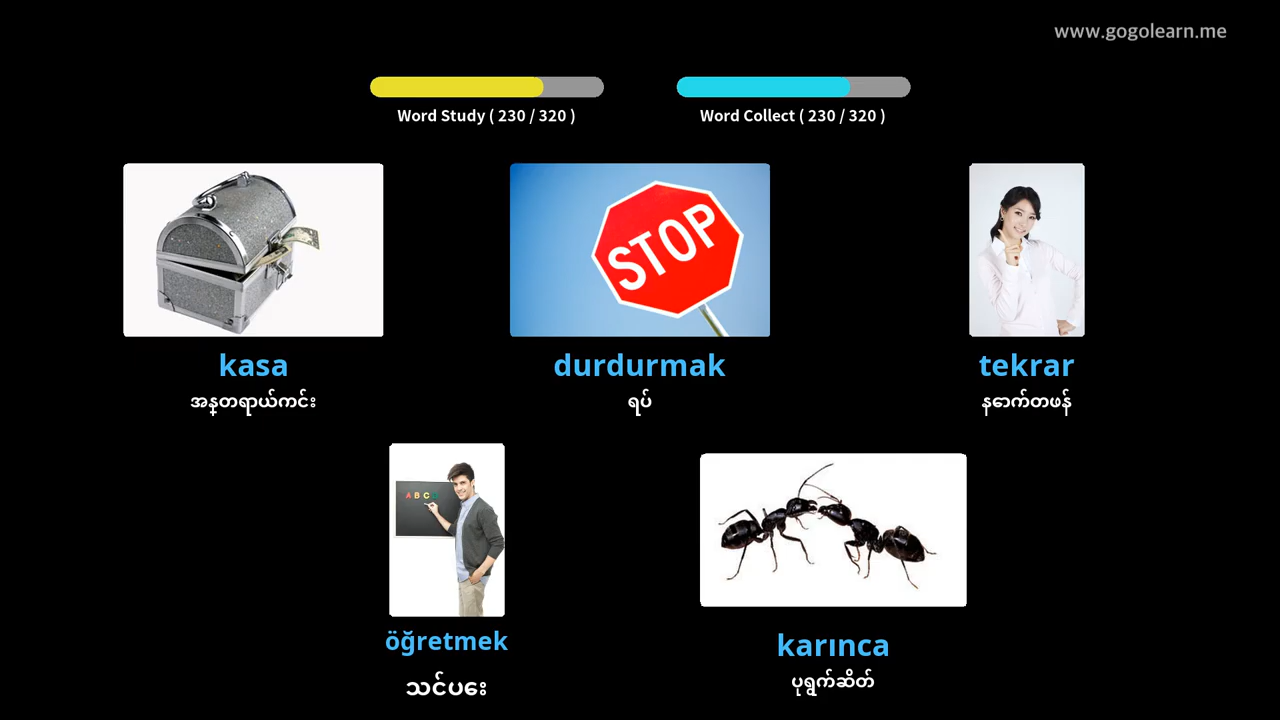 www.gogolearn.me
Word Study ( 230 / 320 )
Word Collect ( 230 / 320 )
STOP
kasa
အန္တရာယ်ကင်း
durdurmak
ရပ်
tekrar
နောက်တဖန်
A B C D
öğretmek
သင်ပေး
karınca
ပုရွက်ဆိတ်